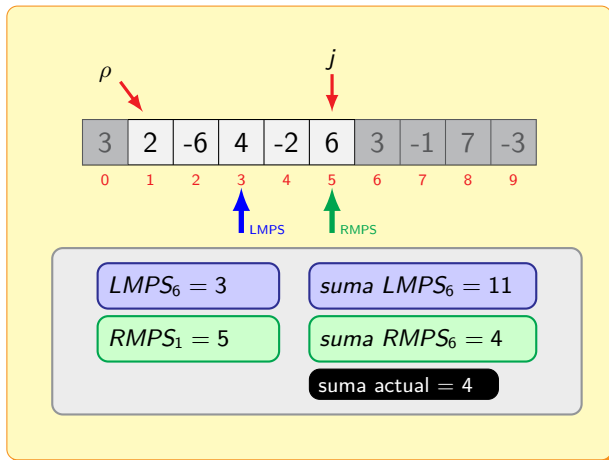 ρ
j
3 2 -6 4 -2 6 3 -1 7 -3
0 1 2 3 4 5 6 7 8 9
LMPS RMPS
LMPS₆ = 3 suma LMPS₆ = 11
RMPS₁ = 5 suma RMPS₆ = 4
suma actual = 4